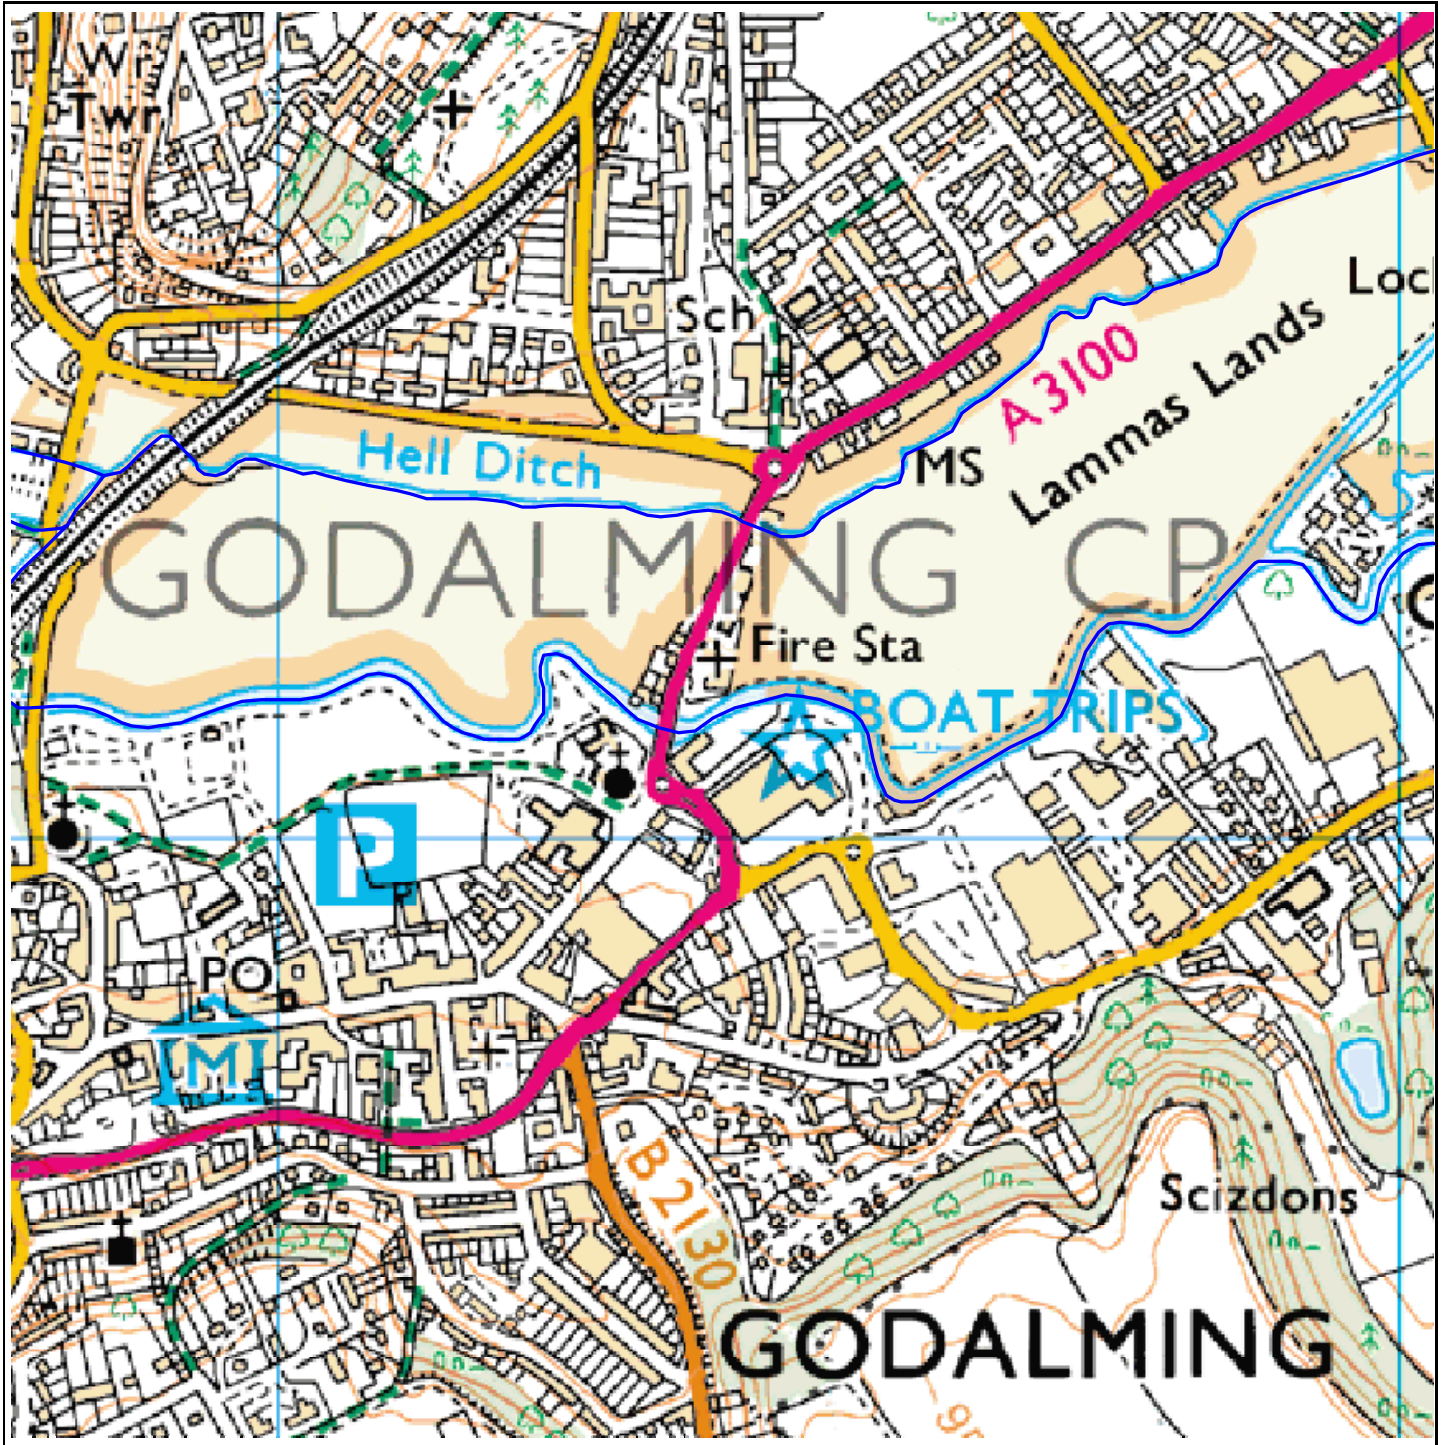 Wr
Twr
Sch
Loc
A 3100
Lammas Lands
MS
Hell Ditch
GODALMING CP
Fire Sta
BOAT TRIPS
P
PO
M
B 2130
Scizdons
GODALMING